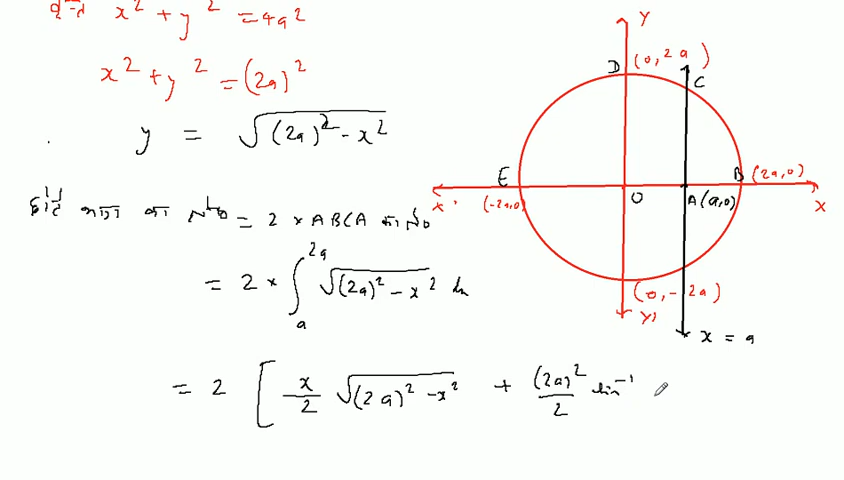 वृत्त x² + y² = 4a²
x² + y² = (2a)²
y = √(2a)² - x²
छोटे भाग का क्षे० = 2 × ABCA का क्षे०
= 2 × ∫ₐ²ᵃ √(2a)² - x² dx
= 2 [ x/2 √(2a)² - x² + (2a)²/2 sin⁻¹
Y
D (0, 2a)
C
E B (2a,0)
X' (-2a,0) O A(a,0) X
(0, -2a)
Y'
x = a